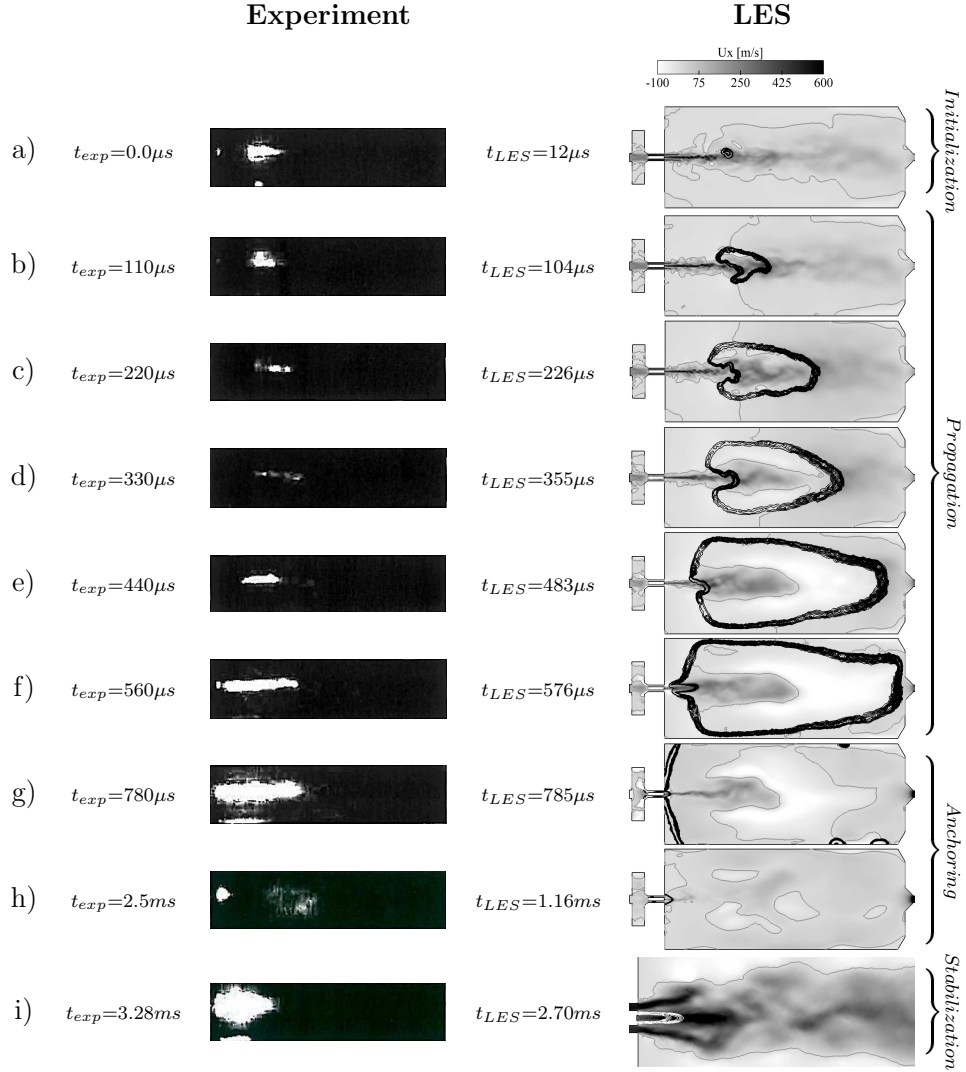 Experiment
LES
Ux [m/s]
-100 75 250 425 600
a) t_exp=0.0μs t_LES=12μs
Initialization
b) t_exp=110μs t_LES=104μs
c) t_exp=220μs t_LES=226μs
d) t_exp=330μs t_LES=355μs
Propagation
e) t_exp=440μs t_LES=483μs
f) t_exp=560μs t_LES=576μs
g) t_exp=780μs t_LES=785μs
Anchoring
h) t_exp=2.5ms t_LES=1.16ms
i) t_exp=3.28ms t_LES=2.70ms
Stabilization